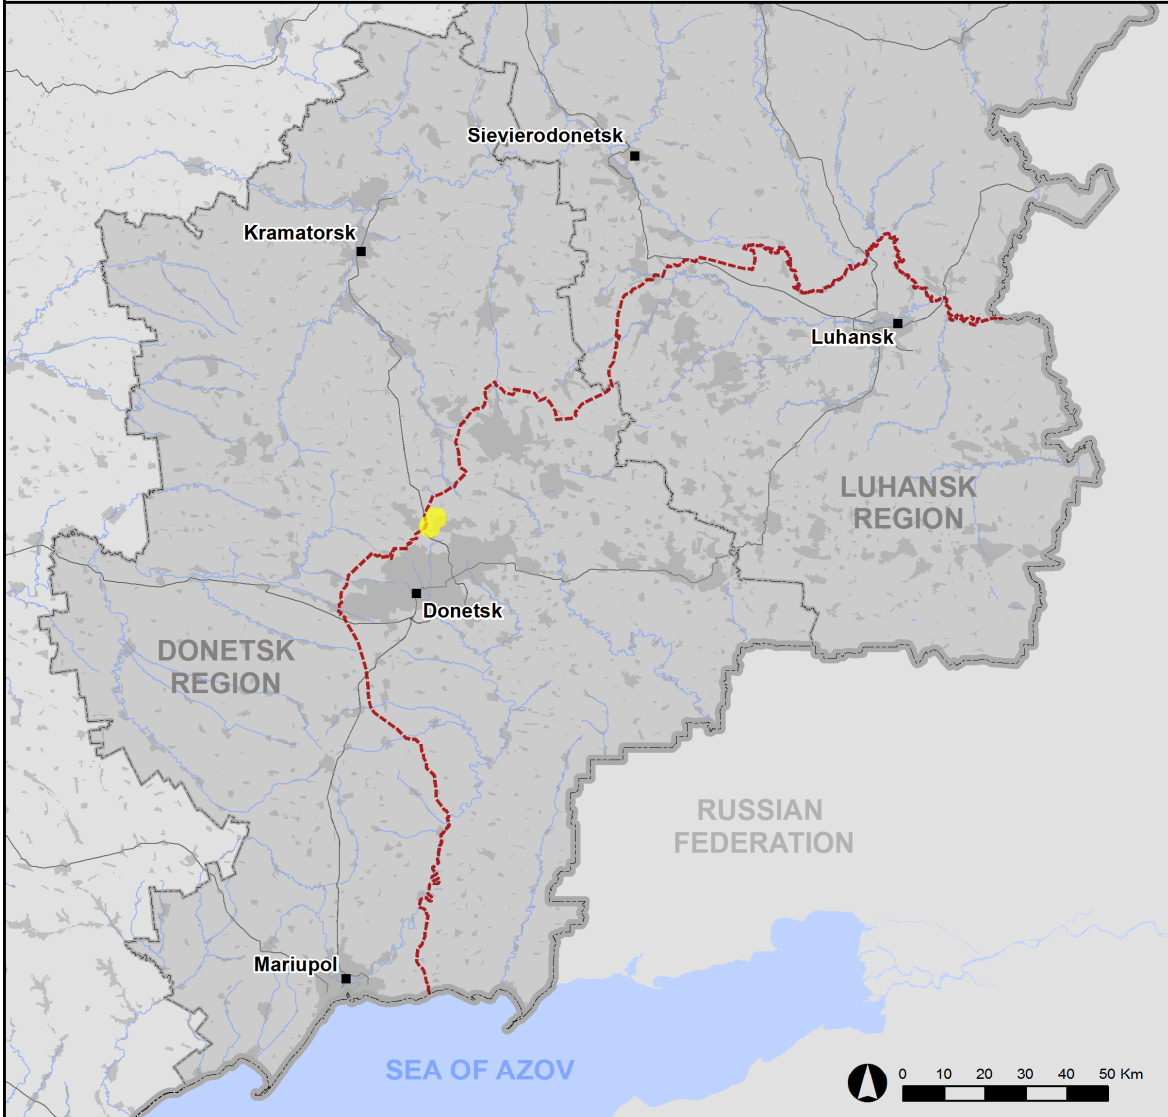 Sievierodonetsk
Kramatorsk
Luhansk
LUHANSK
REGION
Donetsk
DONETSK
REGION
RUSSIAN
FEDERATION
Mariupol
SEA OF AZOV
0 10 20 30 40 50 Km